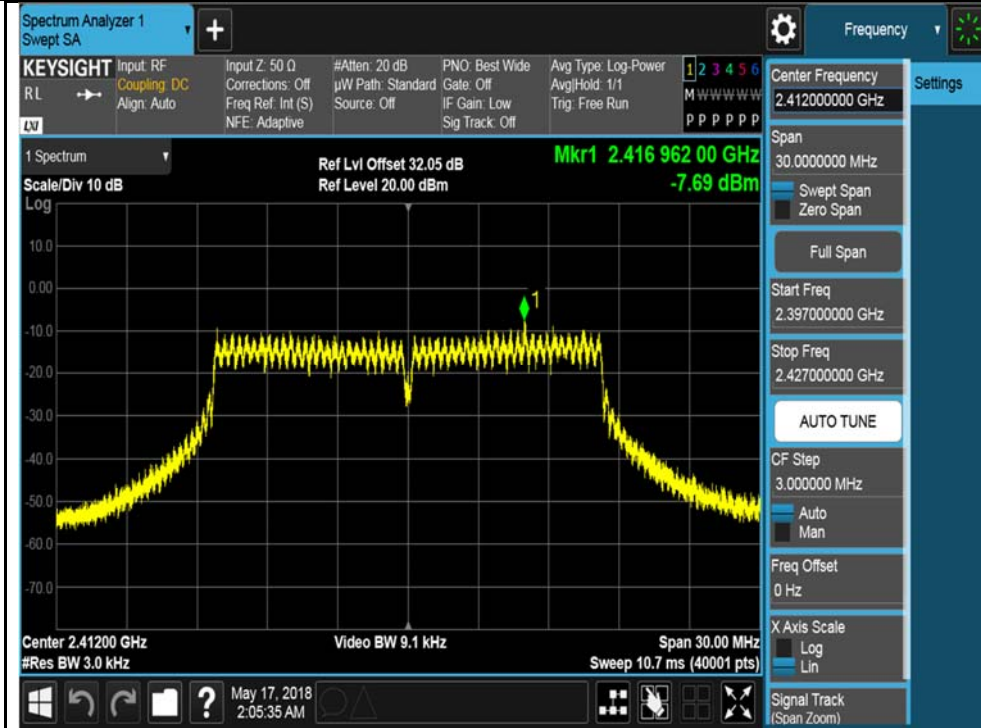 Spectrum Analyzer 1
Swept SA
+
Frequency
KEYSIGHT
RL
LXI
Input: RF
Coupling: DC
Align: Auto
Input Z: 50 Ω
Corrections: Off
Freq Ref: Int (S)
NFE: Adaptive
#Atten: 20 dB
µW Path: Standard
Source: Off
PNO: Best Wide
Gate: Off
IF Gain: Low
Sig Track: Off
Avg Type: Log-Power
Avg|Hold: 1/1
Trig: Free Run
1 2 3 4 5 6
M W W W W W
P P P P P P
1 Spectrum
Scale/Div 10 dB
Log
Ref Lvl Offset 32.05 dB
Ref Level 20.00 dBm
Mkr1 2.416 962 00 GHz
-7.69 dBm
10.0
0.00
-10.0
-20.0
-30.0
-40.0
-50.0
-60.0
-70.0
1
Center 2.41200 GHz
#Res BW 3.0 kHz
Video BW 9.1 kHz
Span 30.00 MHz
Sweep 10.7 ms (40001 pts)
?
May 17, 2018
2:05:35 AM
Center Frequency
2.412000000 GHz
Span
30.0000000 MHz
Swept Span
Zero Span
Full Span
Start Freq
2.397000000 GHz
Stop Freq
2.427000000 GHz
AUTO TUNE
CF Step
3.000000 MHz
Auto
Man
Freq Offset
0 Hz
X Axis Scale
Log
Lin
Signal Track
(Span Zoom)
Settings